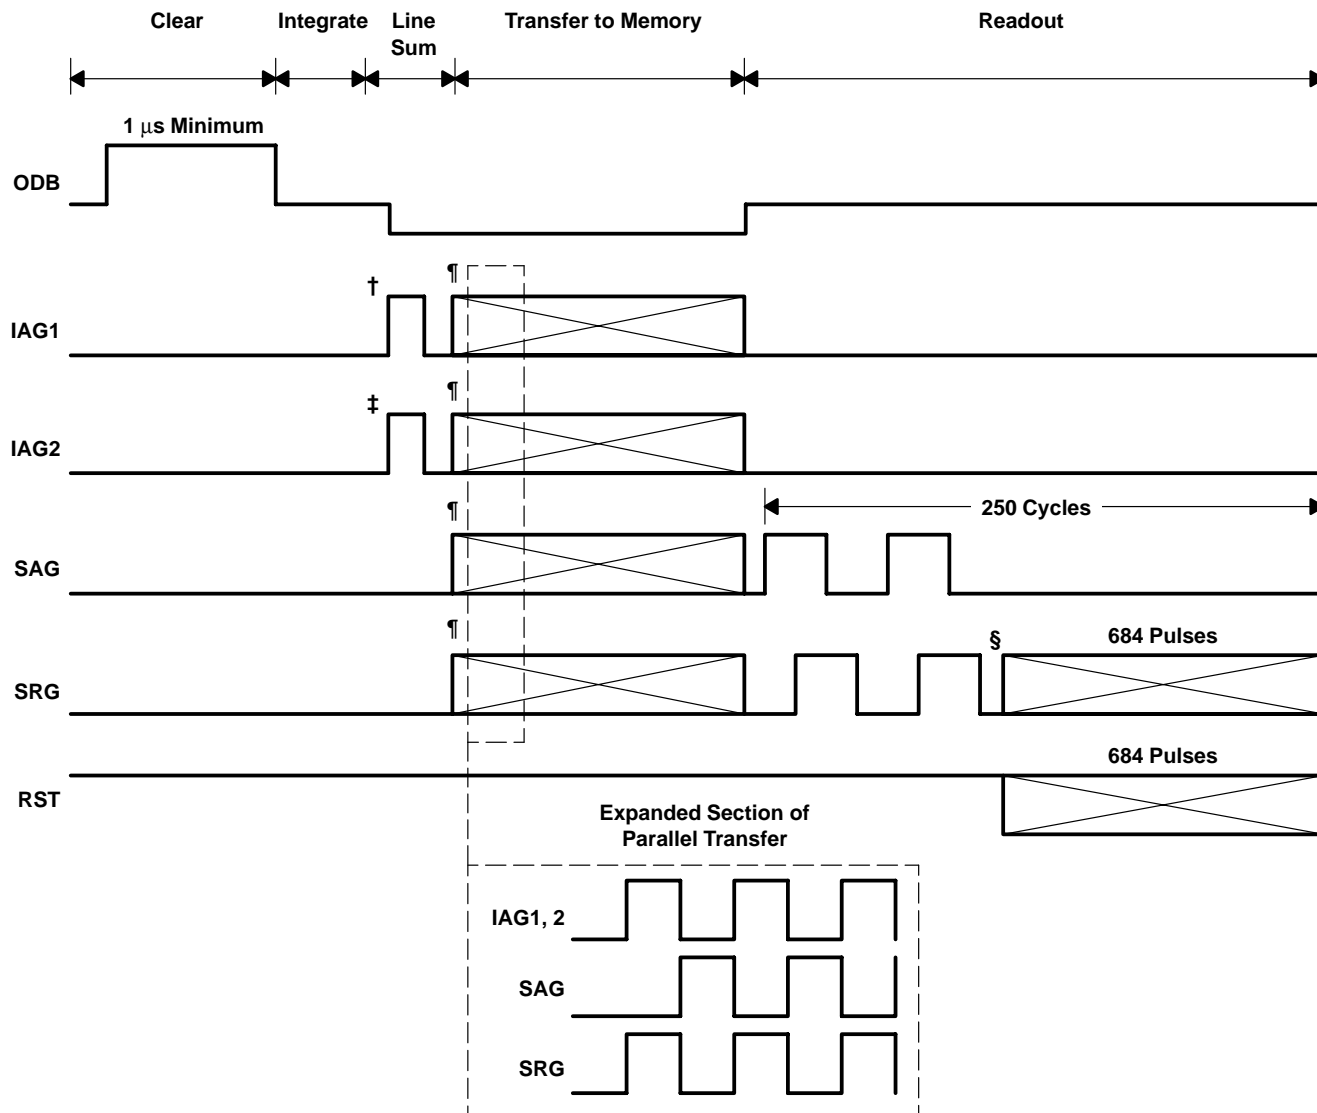 Clear Integrate Line Sum Transfer to Memory Readout
1 μs Minimum
ODB
† ¶
IAG1
‡ ¶
IAG2
¶ 250 Cycles
SAG
¶ § 684 Pulses
SRG
684 Pulses
RST
Expanded Section of
Parallel Transfer
IAG1, 2
SAG
SRG